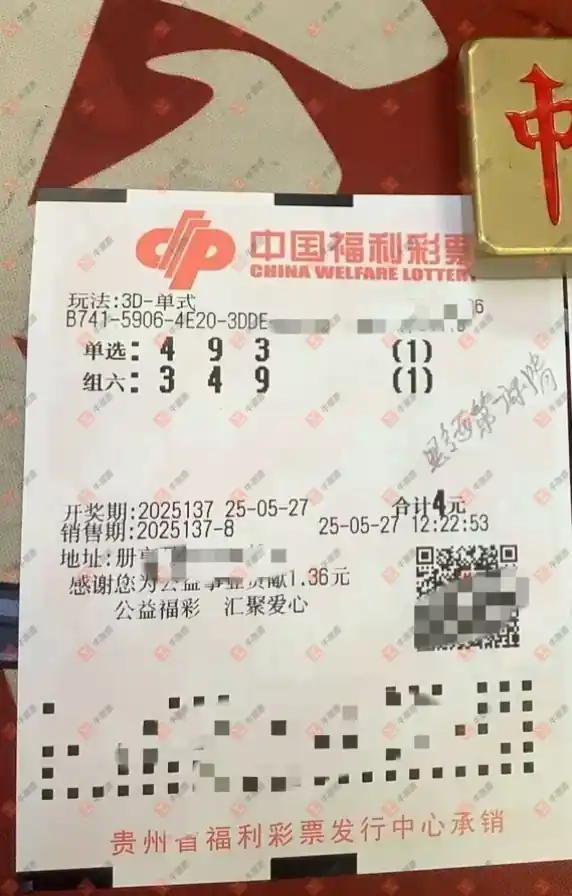 中
中国福利彩票
CHINA WELFARE LOTTERY
玩法:3D-单式
B741-5906-4E20-3DDE 06
单选: 4 9 3 (1)
组六: 3 4 9 (1)
开奖期:2025137 25-05-27 合计4元
销售期:2025137-8 25-05-27 12:22:53
地址:册
感谢您为公益事业贡献1.36元
公益福彩 汇聚爱心
贵州省福利彩票发行中心承销